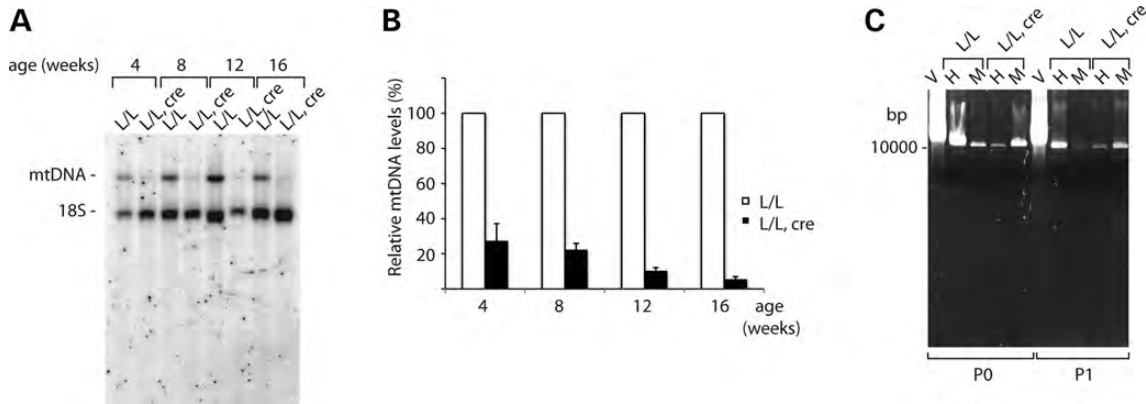 A
age (weeks) 4 8 12 16
L/L L/L, cre L/L L/L, cre L/L L/L, cre L/L L/L, cre
mtDNA -
18S -
B
Relative mtDNA levels (%)
100
80
60
40
20
L/L
L/L, cre
4 8 12 16 age
(weeks)
C
L/L L/L, cre L/L L/L, cre
V H M H M V H M H M
bp
10000
P0 P1